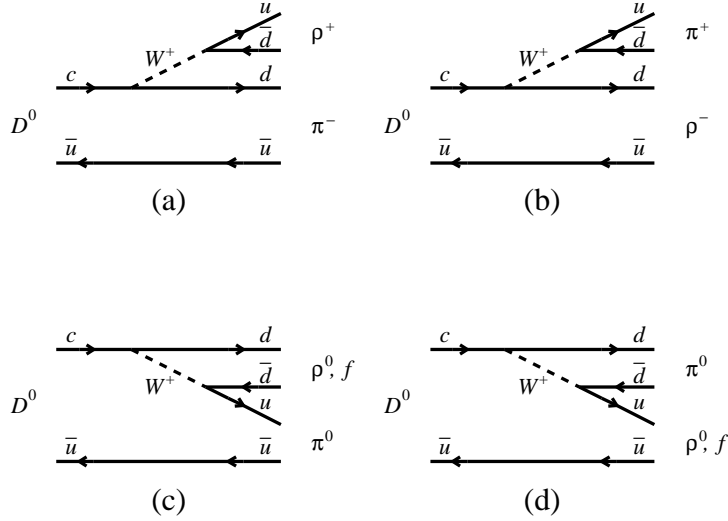 u u
W⁺ d̅ ρ⁺ W⁺ d̅ π⁺
c d c d
D⁰ π⁻ D⁰ ρ⁻
u̅ u̅ u̅ u̅
(a) (b)
c d c d
d̅ ρ⁰, f d̅ π⁰
W⁺ u W⁺ u
D⁰ D⁰
u̅ u̅ π⁰ u̅ u̅ ρ⁰, f
(c) (d)